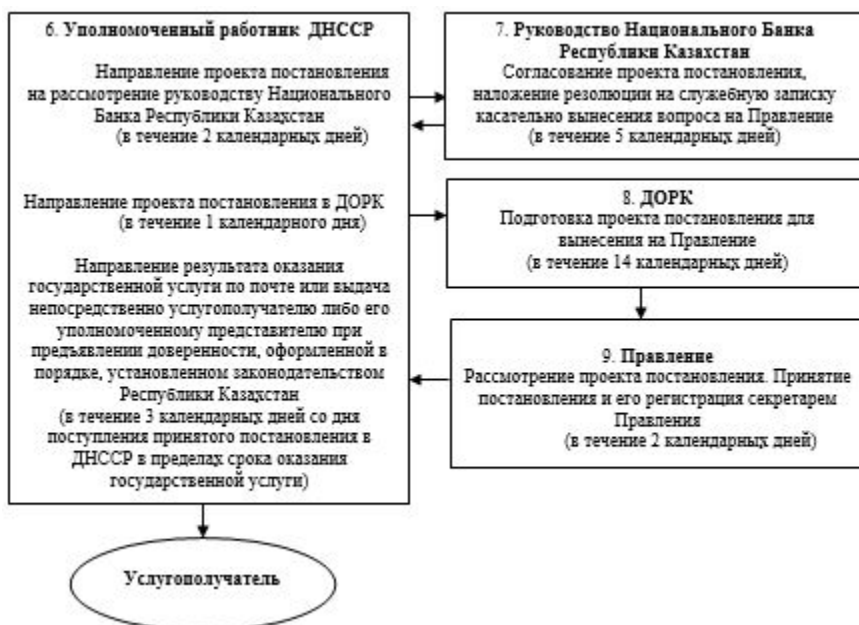 6. Уполномоченный работник ДНССР
Направление проекта постановления
на рассмотрение руководству Национального
Банка Республики Казахстан
(в течение 2 календарных дней)
Направление проекта постановления в ДОРК
(в течение 1 календарного дня)
Направление результата оказания
государственной услуги по почте или выдача
непосредственно услугополучателю либо его
уполномоченному представителю при
предъявлении доверенности, оформленной в
порядке, установленном законодательством
Республики Казахстан
(в течение 3 календарных дней со дня
поступления принятого постановления в
ДНССР в пределах срока оказания
государственной услуги)
7. Руководство Национального Банка
Республики Казахстан
Согласование проекта постановления,
наложение резолюции на служебную записку
касательно вынесения вопроса на Правление
(в течение 5 календарных дней)
8. ДОРК
Подготовка проекта постановления для
вынесения на Правление
(в течение 14 календарных дней)
9. Правление
Рассмотрение проекта постановления. Принятие
постановления и его регистрация секретарем
Правления
(в течение 2 календарных дней)
Услугополучатель